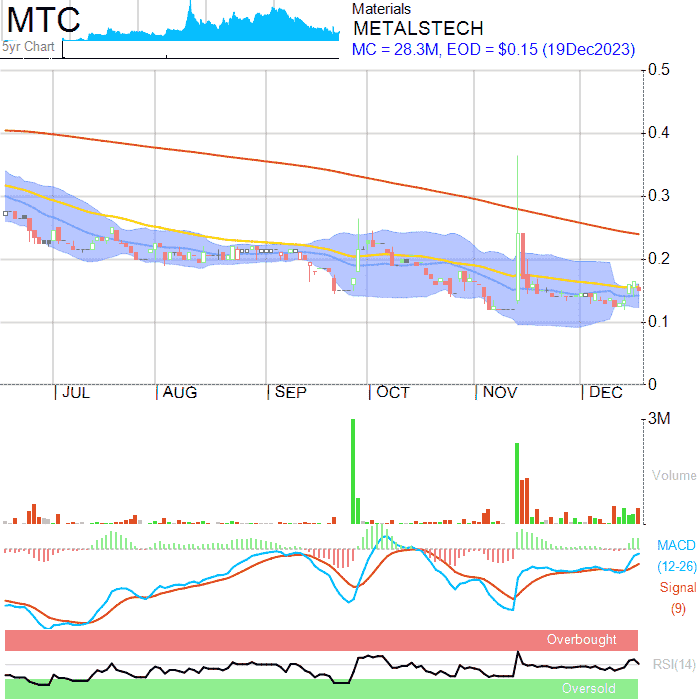 MTC
5yr Chart
Materials
METALSTECH
MC = 28.3M, EOD = $0.15 (19Dec2023)
0.5
0.4
0.3
0.2
0.1
0
JUL AUG SEP OCT NOV DEC
3M
Volume
MACD
(12-26)
Signal
(9)
Overbought
RSI(14)
Oversold